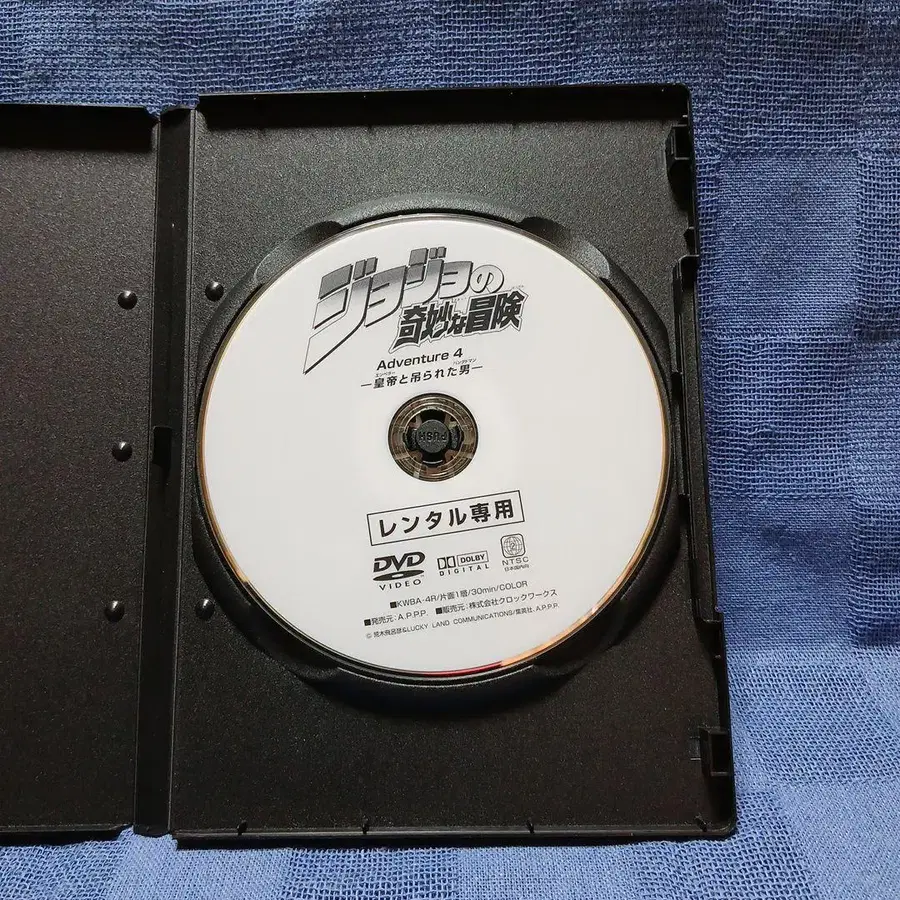 ジョジョの
奇妙な冒険
Adventure 4
エンペラー ハングドマン
―皇帝と吊られた男―
PUSH
レンタル専用
DVD
VIDEO
DOLBY
DIGITAL
2
NTSC
日本国内向
■KWBA-4R/片面1層/30min/COLOR
■発売元:A.P.P.P. ■販売元:株式会社クロックワークス
© 荒木飛呂彦&LUCKY LAND COMMUNICATIONS/集英社. A.P.P.P.